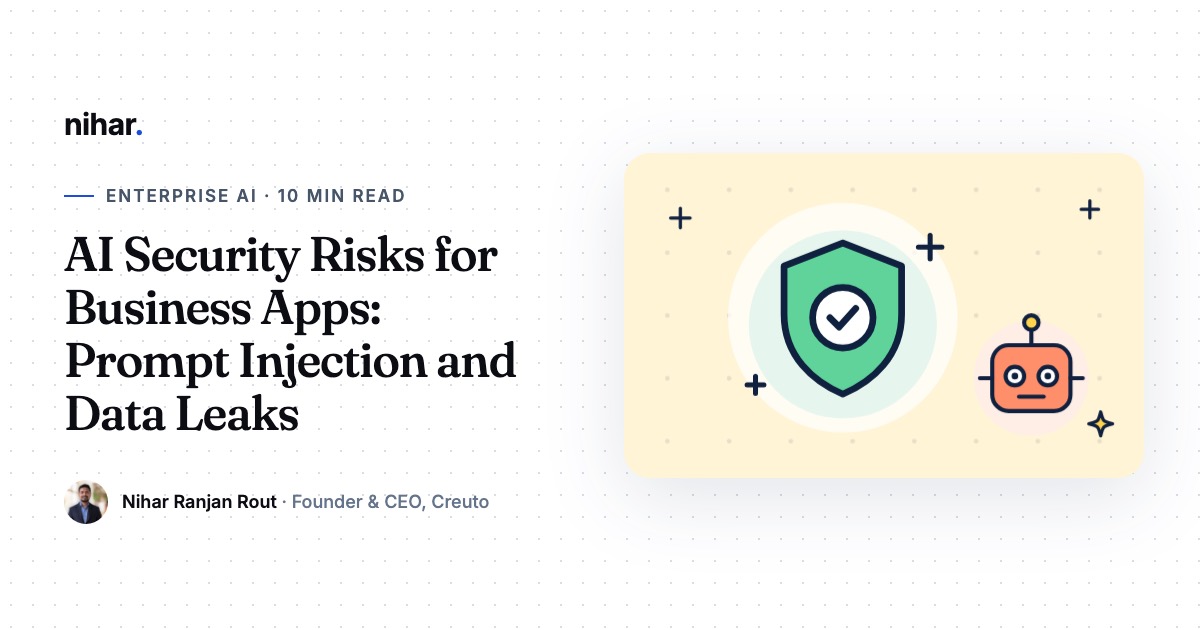 nihar.
ENTERPRISE AI · 10 MIN READ
AI Security Risks for
Business Apps:
Prompt Injection and
Data Leaks
Nihar Ranjan Rout · Founder & CEO, Creuto